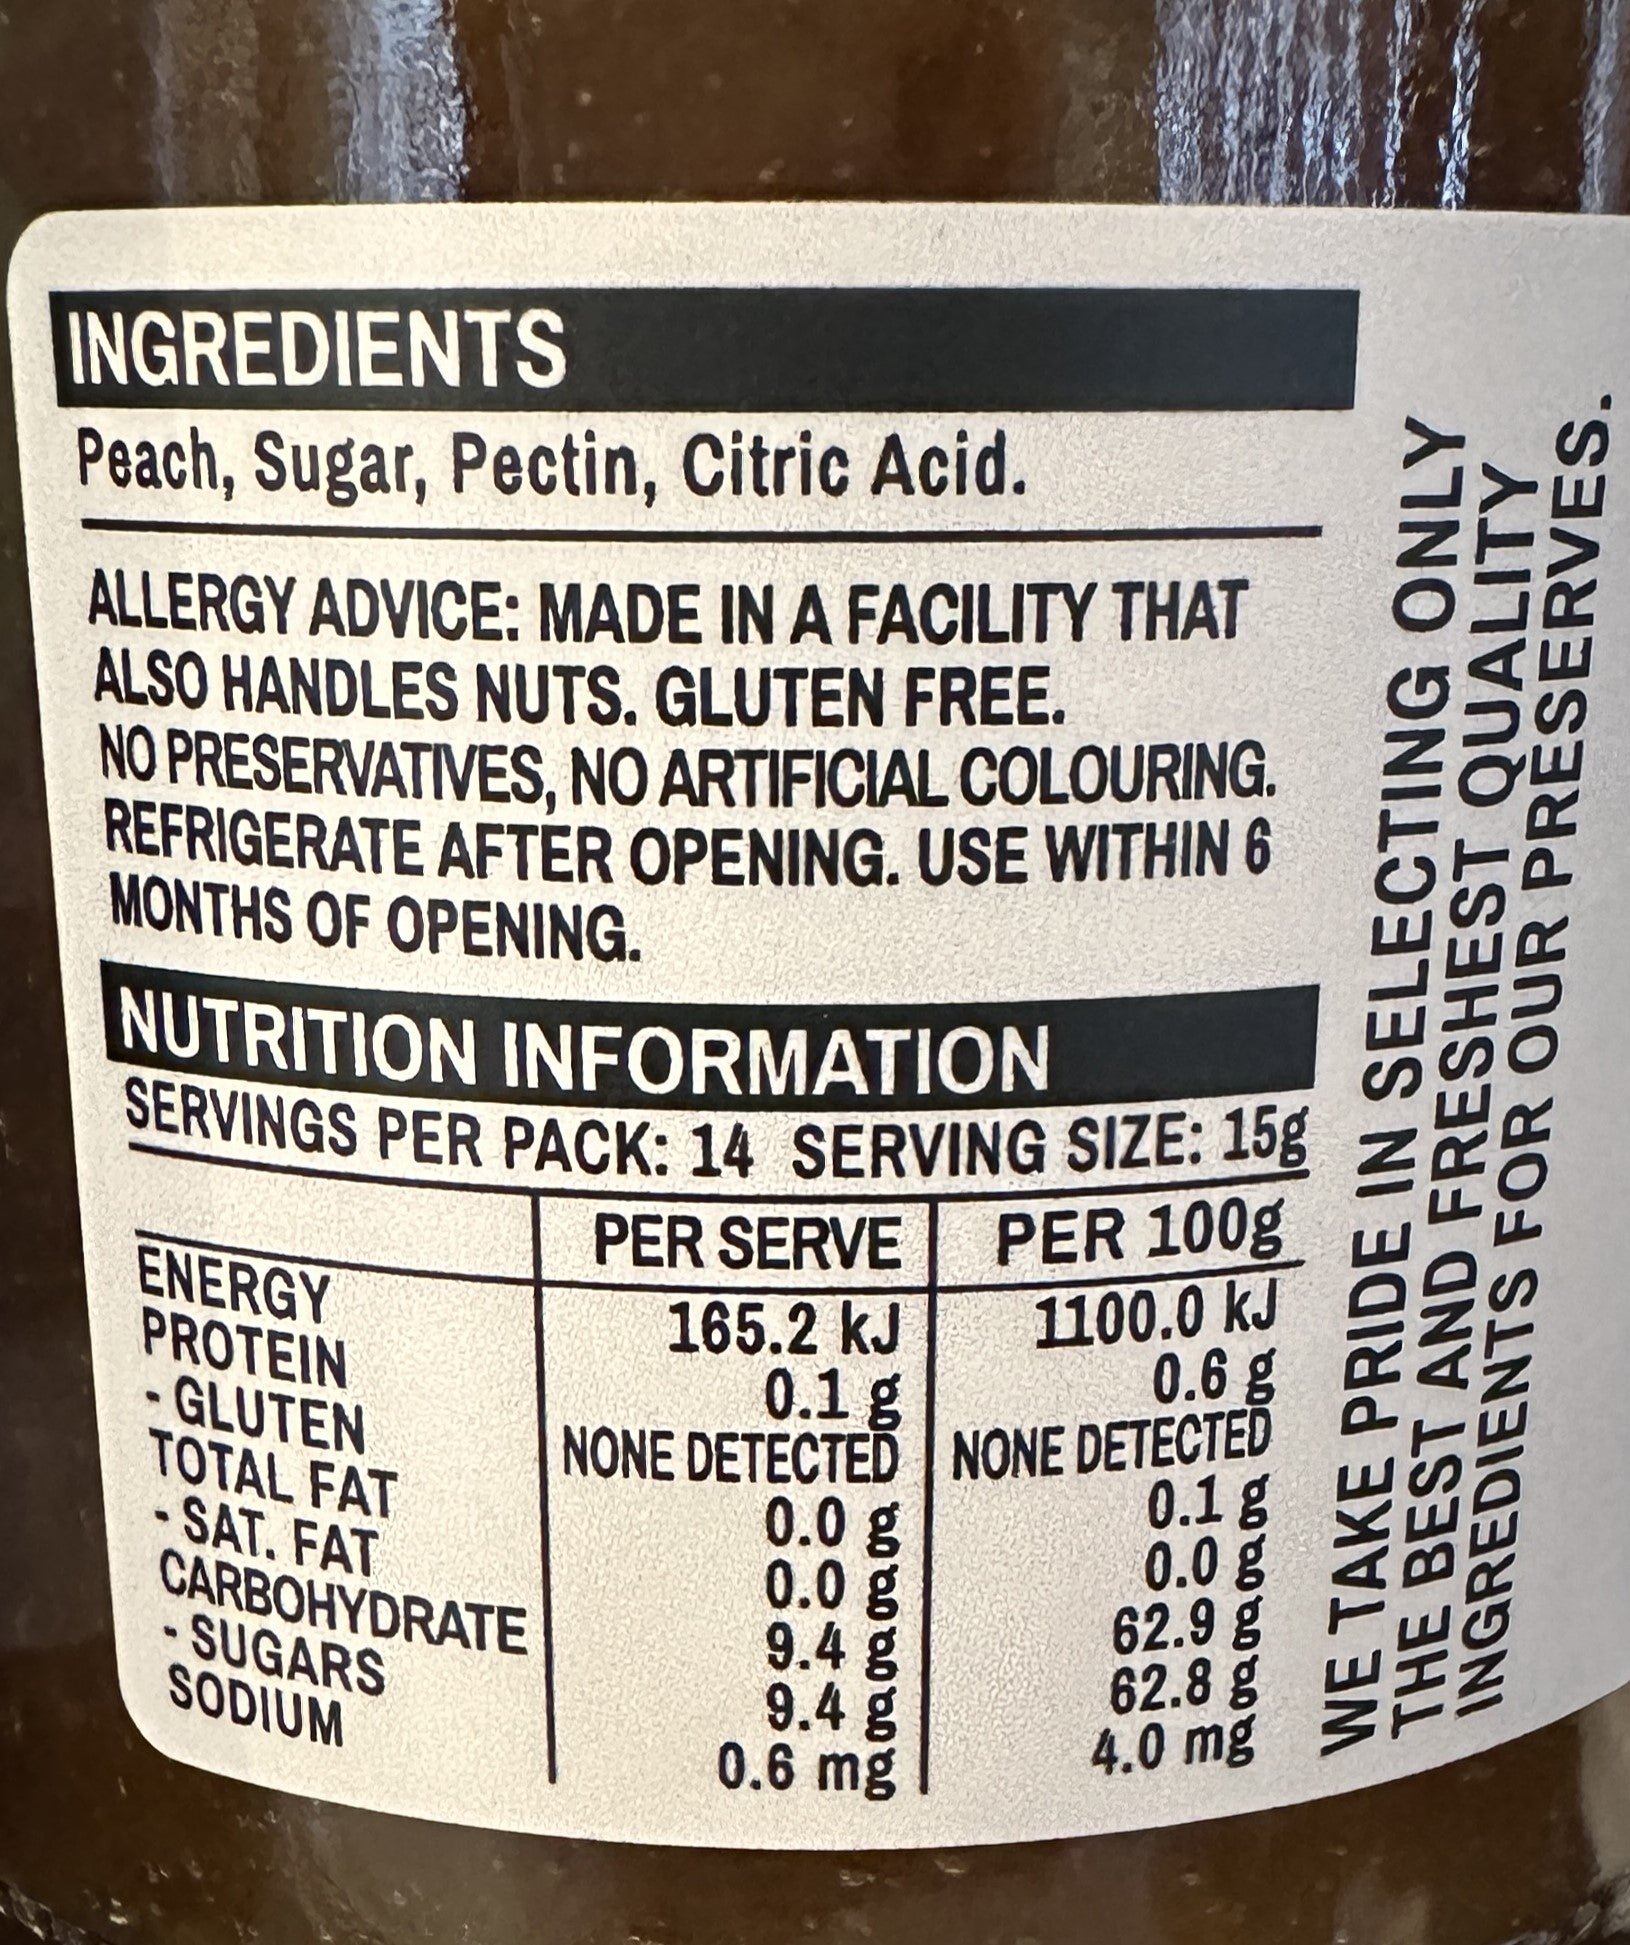 INGREDIENTS
Peach, Sugar, Pectin, Citric Acid.
ALLERGY ADVICE: MADE IN A FACILITY THAT
ALSO HANDLES NUTS. GLUTEN FREE.
NO PRESERVATIVES, NO ARTIFICIAL COLOURING.
REFRIGERATE AFTER OPENING. USE WITHIN 6
MONTHS OF OPENING.
NUTRITION INFORMATION
SERVINGS PER PACK: 14 SERVING SIZE: 15g
PER SERVE PER 100g
ENERGY 165.2 kJ 1100.0 kJ
PROTEIN 0.1 g 0.6 g
- GLUTEN NONE DETECTED NONE DETECTED
TOTAL FAT 0.0 g 0.1 g
- SAT. FAT 0.0 g 0.0 g
CARBOHYDRATE 9.4 g 62.9 g
- SUGARS 9.4 g 62.8 g
SODIUM 0.6 mg 4.0 mg
WE TAKE PRIDE IN SELECTING ONLY
THE BEST AND FRESHEST QUALITY
INGREDIENTS FOR OUR PRESERVES.